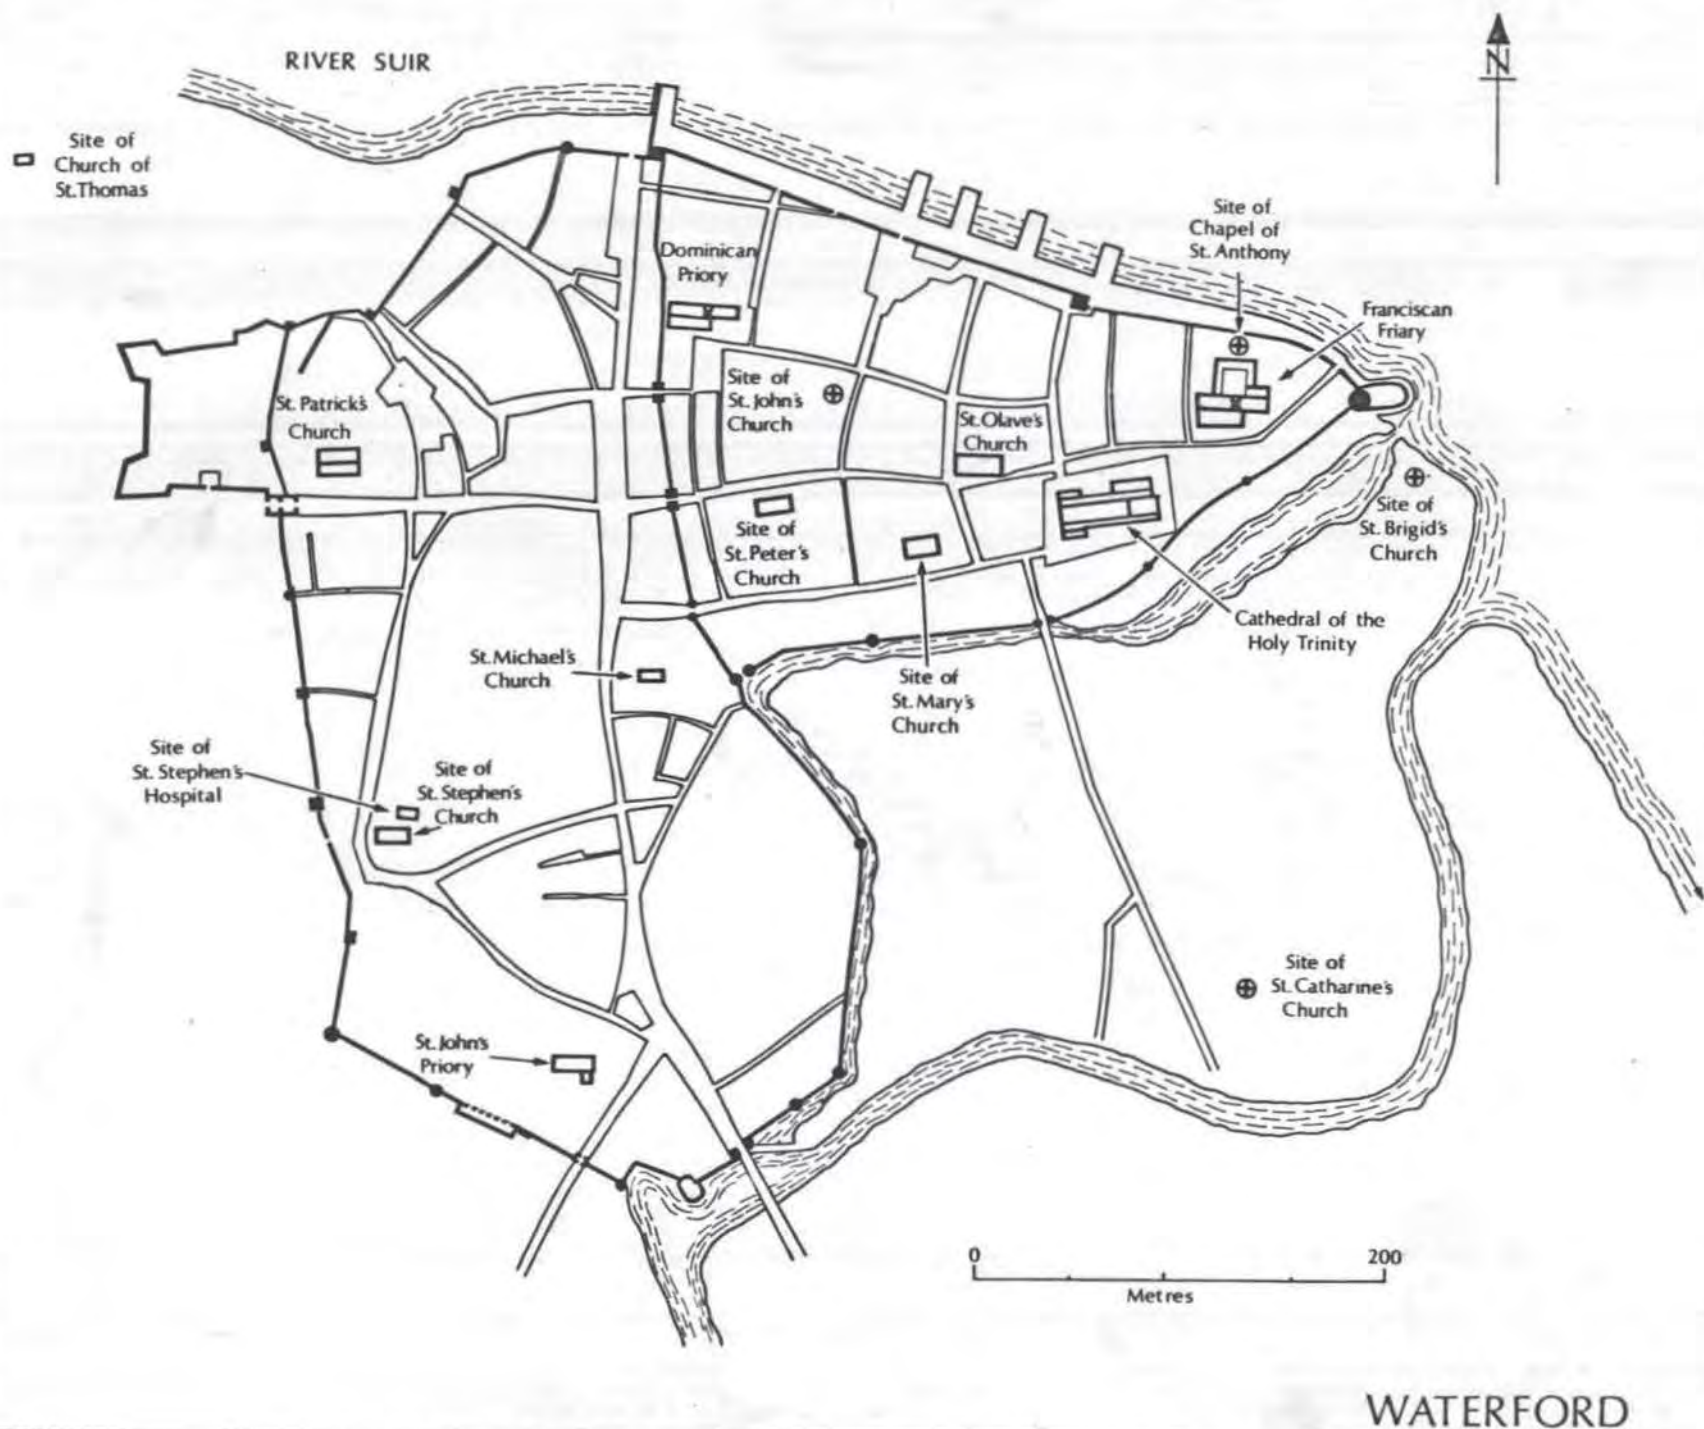 RIVER SUIR
N
Site of
Church of
St.Thomas
Site of
Chapel of
St. Anthony
Dominican
Priory
Franciscan
Friary
Site of
St. John's
Church
St. Patrick's
Church
St. Olave's
Church
Site of
St. Brigid's
Church
Site of
St. Peter's
Church
Cathedral of the
Holy Trinity
St. Michael's
Church
Site of
St. Mary's
Church
Site of
St. Stephen's
Hospital
Site of
St. Stephen's
Church
Site of
St. Catharine's
Church
St. John's
Priory
0 200
Metres
WATERFORD